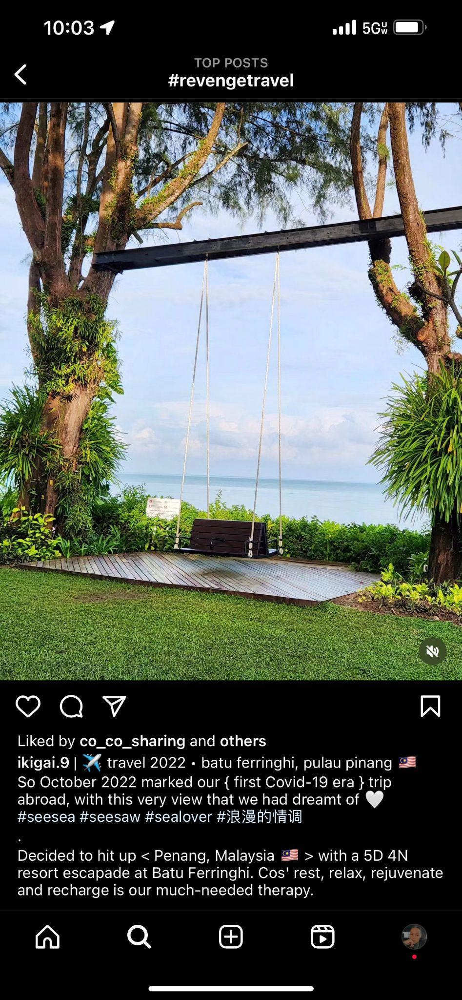 10:03
5G UW
TOP POSTS
#revengetravel
Liked by co_co_sharing and others
ikigai.9 | ✈️ travel 2022 • batu ferringhi, pulau pinang 🇲🇾
So October 2022 marked our { first Covid-19 era } trip
abroad, with this very view that we had dreamt of 🤍
#seesea #seesaw #sealover #浪漫的情调
.
Decided to hit up < Penang, Malaysia 🇲🇾 > with a 5D 4N
resort escapade at Batu Ferringhi. Cos' rest, relax, rejuvenate
and recharge is our much-needed therapy.